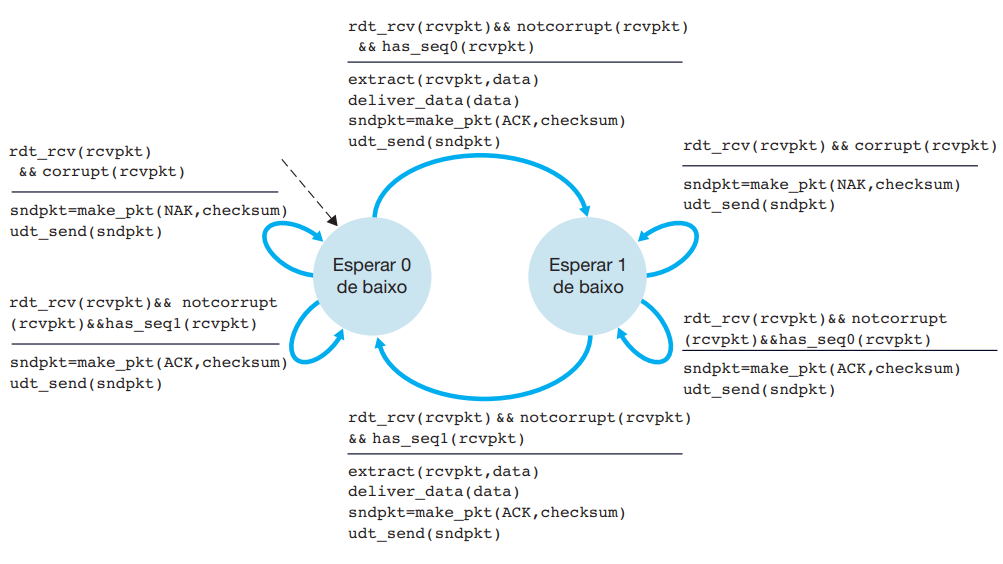 rdt_rcv(rcvpkt)&& notcorrupt(rcvpkt)
&& has_seq0(rcvpkt)
extract(rcvpkt,data)
deliver_data(data)
sndpkt=make_pkt(ACK,checksum)
udt_send(sndpkt)
rdt_rcv(rcvpkt)
&& corrupt(rcvpkt)
sndpkt=make_pkt(NAK,checksum)
udt_send(sndpkt)
rdt_rcv(rcvpkt) && corrupt(rcvpkt)
sndpkt=make_pkt(NAK,checksum)
udt_send(sndpkt)
Esperar 0
de baixo
Esperar 1
de baixo
rdt_rcv(rcvpkt)&& notcorrupt
(rcvpkt)&&has_seq1(rcvpkt)
sndpkt=make_pkt(ACK,checksum)
udt_send(sndpkt)
rdt_rcv(rcvpkt)&& notcorrupt
(rcvpkt)&&has_seq0(rcvpkt)
sndpkt=make_pkt(ACK,checksum)
udt_send(sndpkt)
rdt_rcv(rcvpkt) && notcorrupt(rcvpkt)
&& has_seq1(rcvpkt)
extract(rcvpkt,data)
deliver_data(data)
sndpkt=make_pkt(ACK,checksum)
udt_send(sndpkt)